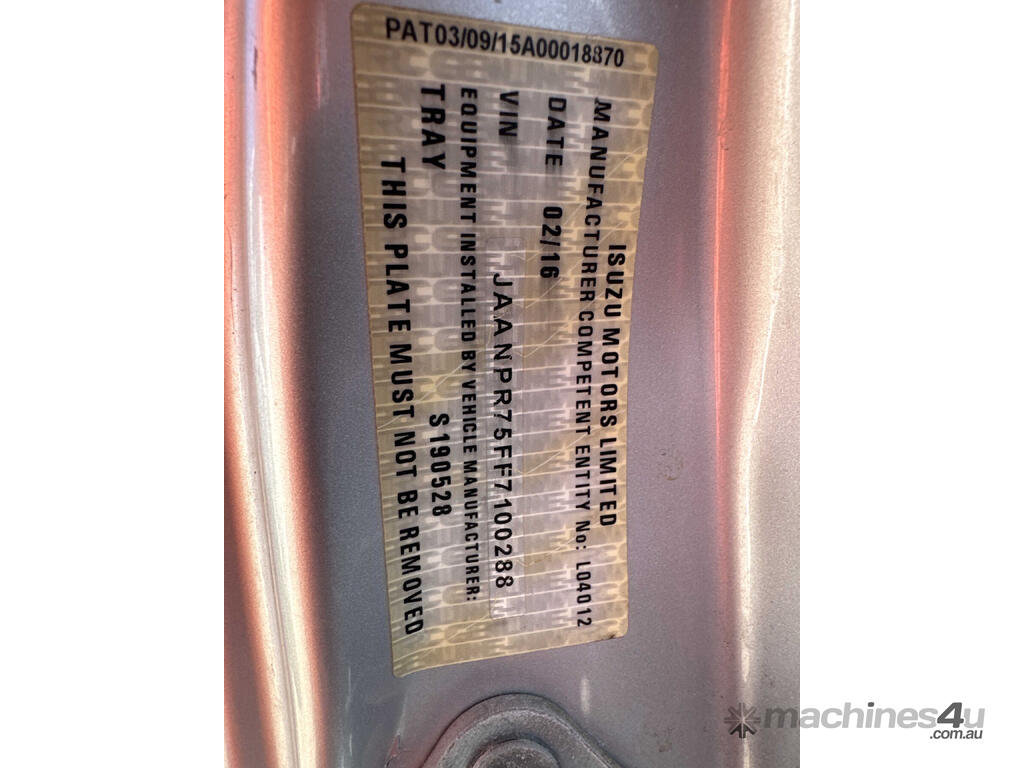 PAT03/09/15A00018870
ISUZU MOTORS LIMITED
MANUFACTURER COMPETENT ENTITY No: L04012
DATE 02/16
VIN JAANPR75FF7100288
EQUIPMENT INSTALLED BY VEHICLE MANUFACTURER:
TRAY S190528
THIS PLATE MUST NOT BE REMOVED
machines4u
.com.au